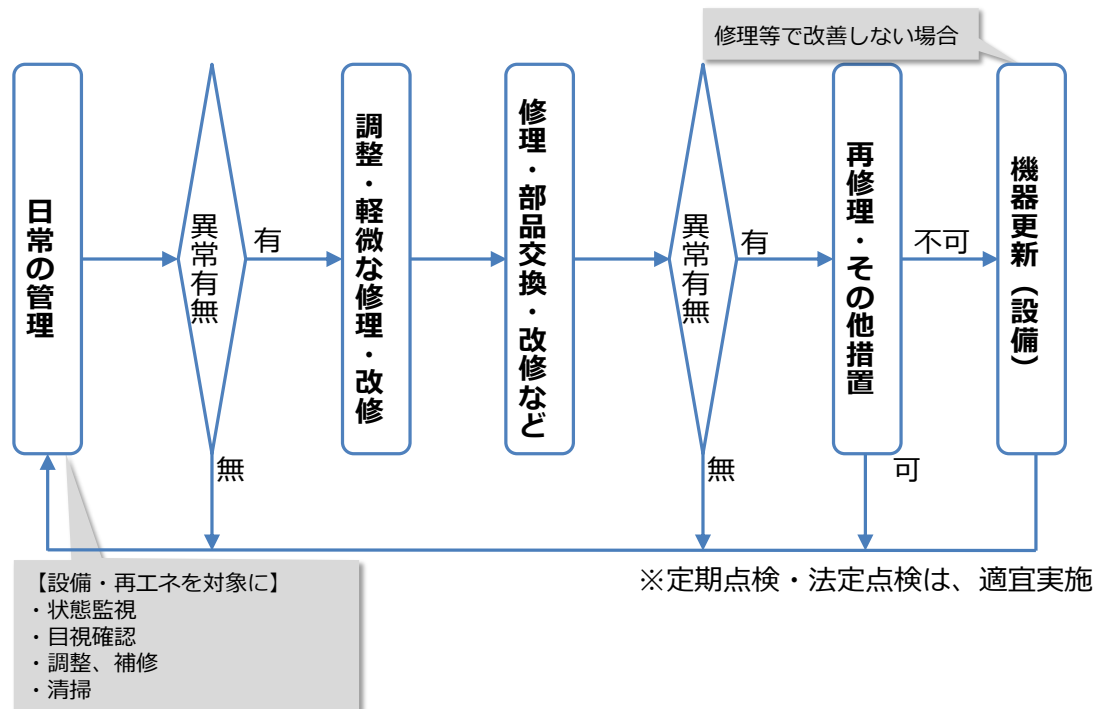 修理等で改善しない場合
日常の管理
異常有無
有
無
調整・軽微な修理・改修
修理・部品交換・改修など
異常有無
有
無
再修理・その他措置
不可
可
機器更新（設備）
【設備・再エネを対象に】
・状態監視
・目視確認
・調整、補修
・清掃
※定期点検・法定点検は、適宜実施